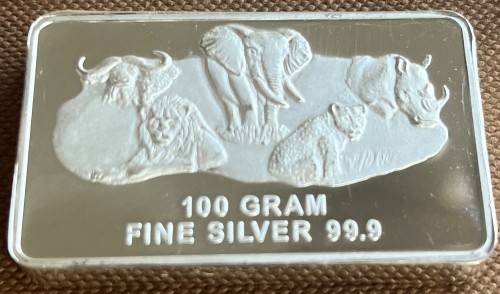 100 GRAM
FINE SILVER 99.9